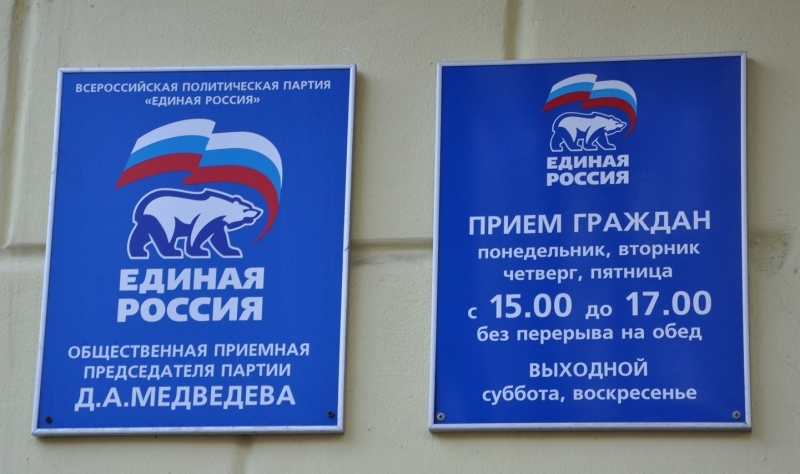 ВСЕРОССИЙСКАЯ ПОЛИТИЧЕСКАЯ ПАРТИЯ
«ЕДИНАЯ РОССИЯ»
ЕДИНАЯ
РОССИЯ
ОБЩЕСТВЕННАЯ ПРИЕМНАЯ
ПРЕДСЕДАТЕЛЯ ПАРТИИ
Д.А.МЕДВЕДЕВА
ЕДИНАЯ
РОССИЯ
ПРИЕМ ГРАЖДАН
понедельник, вторник
четверг, пятница
с 15.00 до 17.00
без перерыва на обед
ВЫХОДНОЙ
суббота, воскресенье